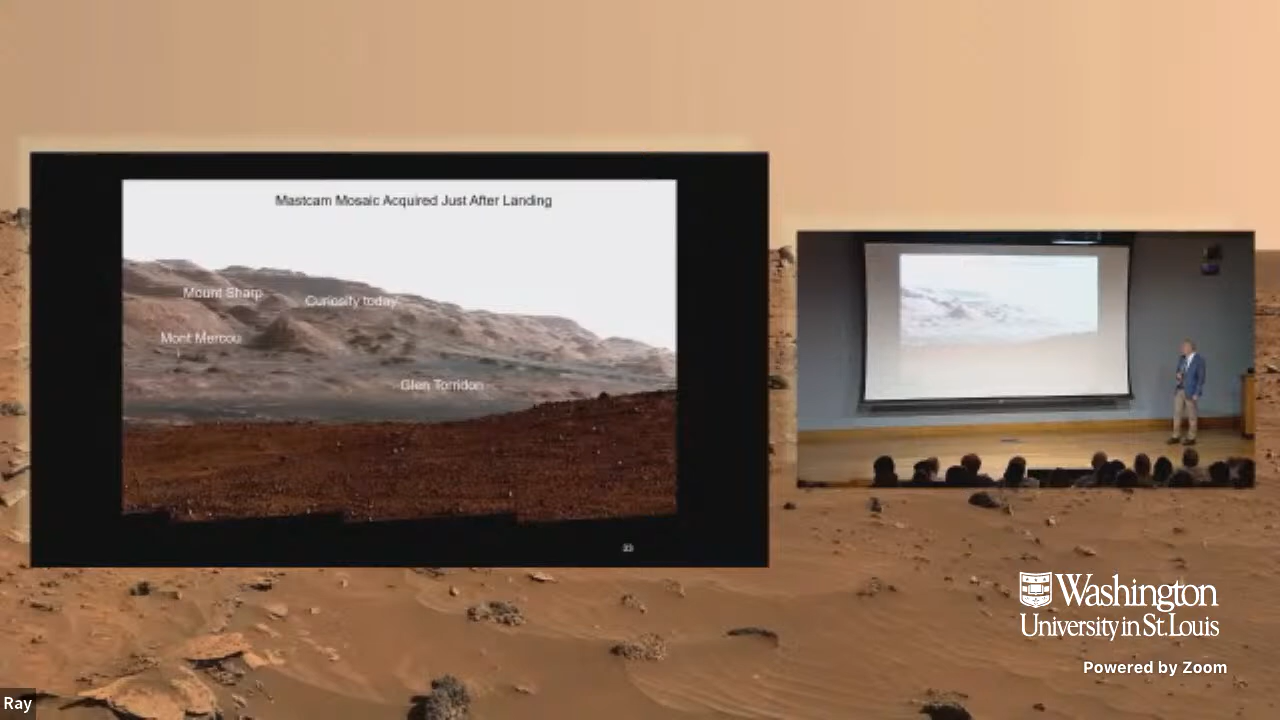 Mastcam Mosaic Acquired Just After Landing
Mount Sharp
Curiosity today
Mont Mercou
Glen Torridon
33
Washington
University in St. Louis
Powered by Zoom
Ray